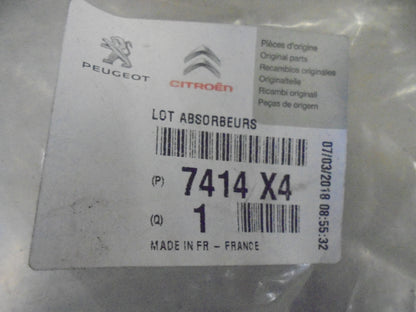 PEUGEOT
CITROËN
Pièces d'origine
Original parts
Recambios originales
Originalteile
Ricambi originali
Peças de origem
LOT ABSORBEURS
(P) 7414 X4
(Q) 1
MADE IN FR - FRANCE
07/03/2018 08:55:32